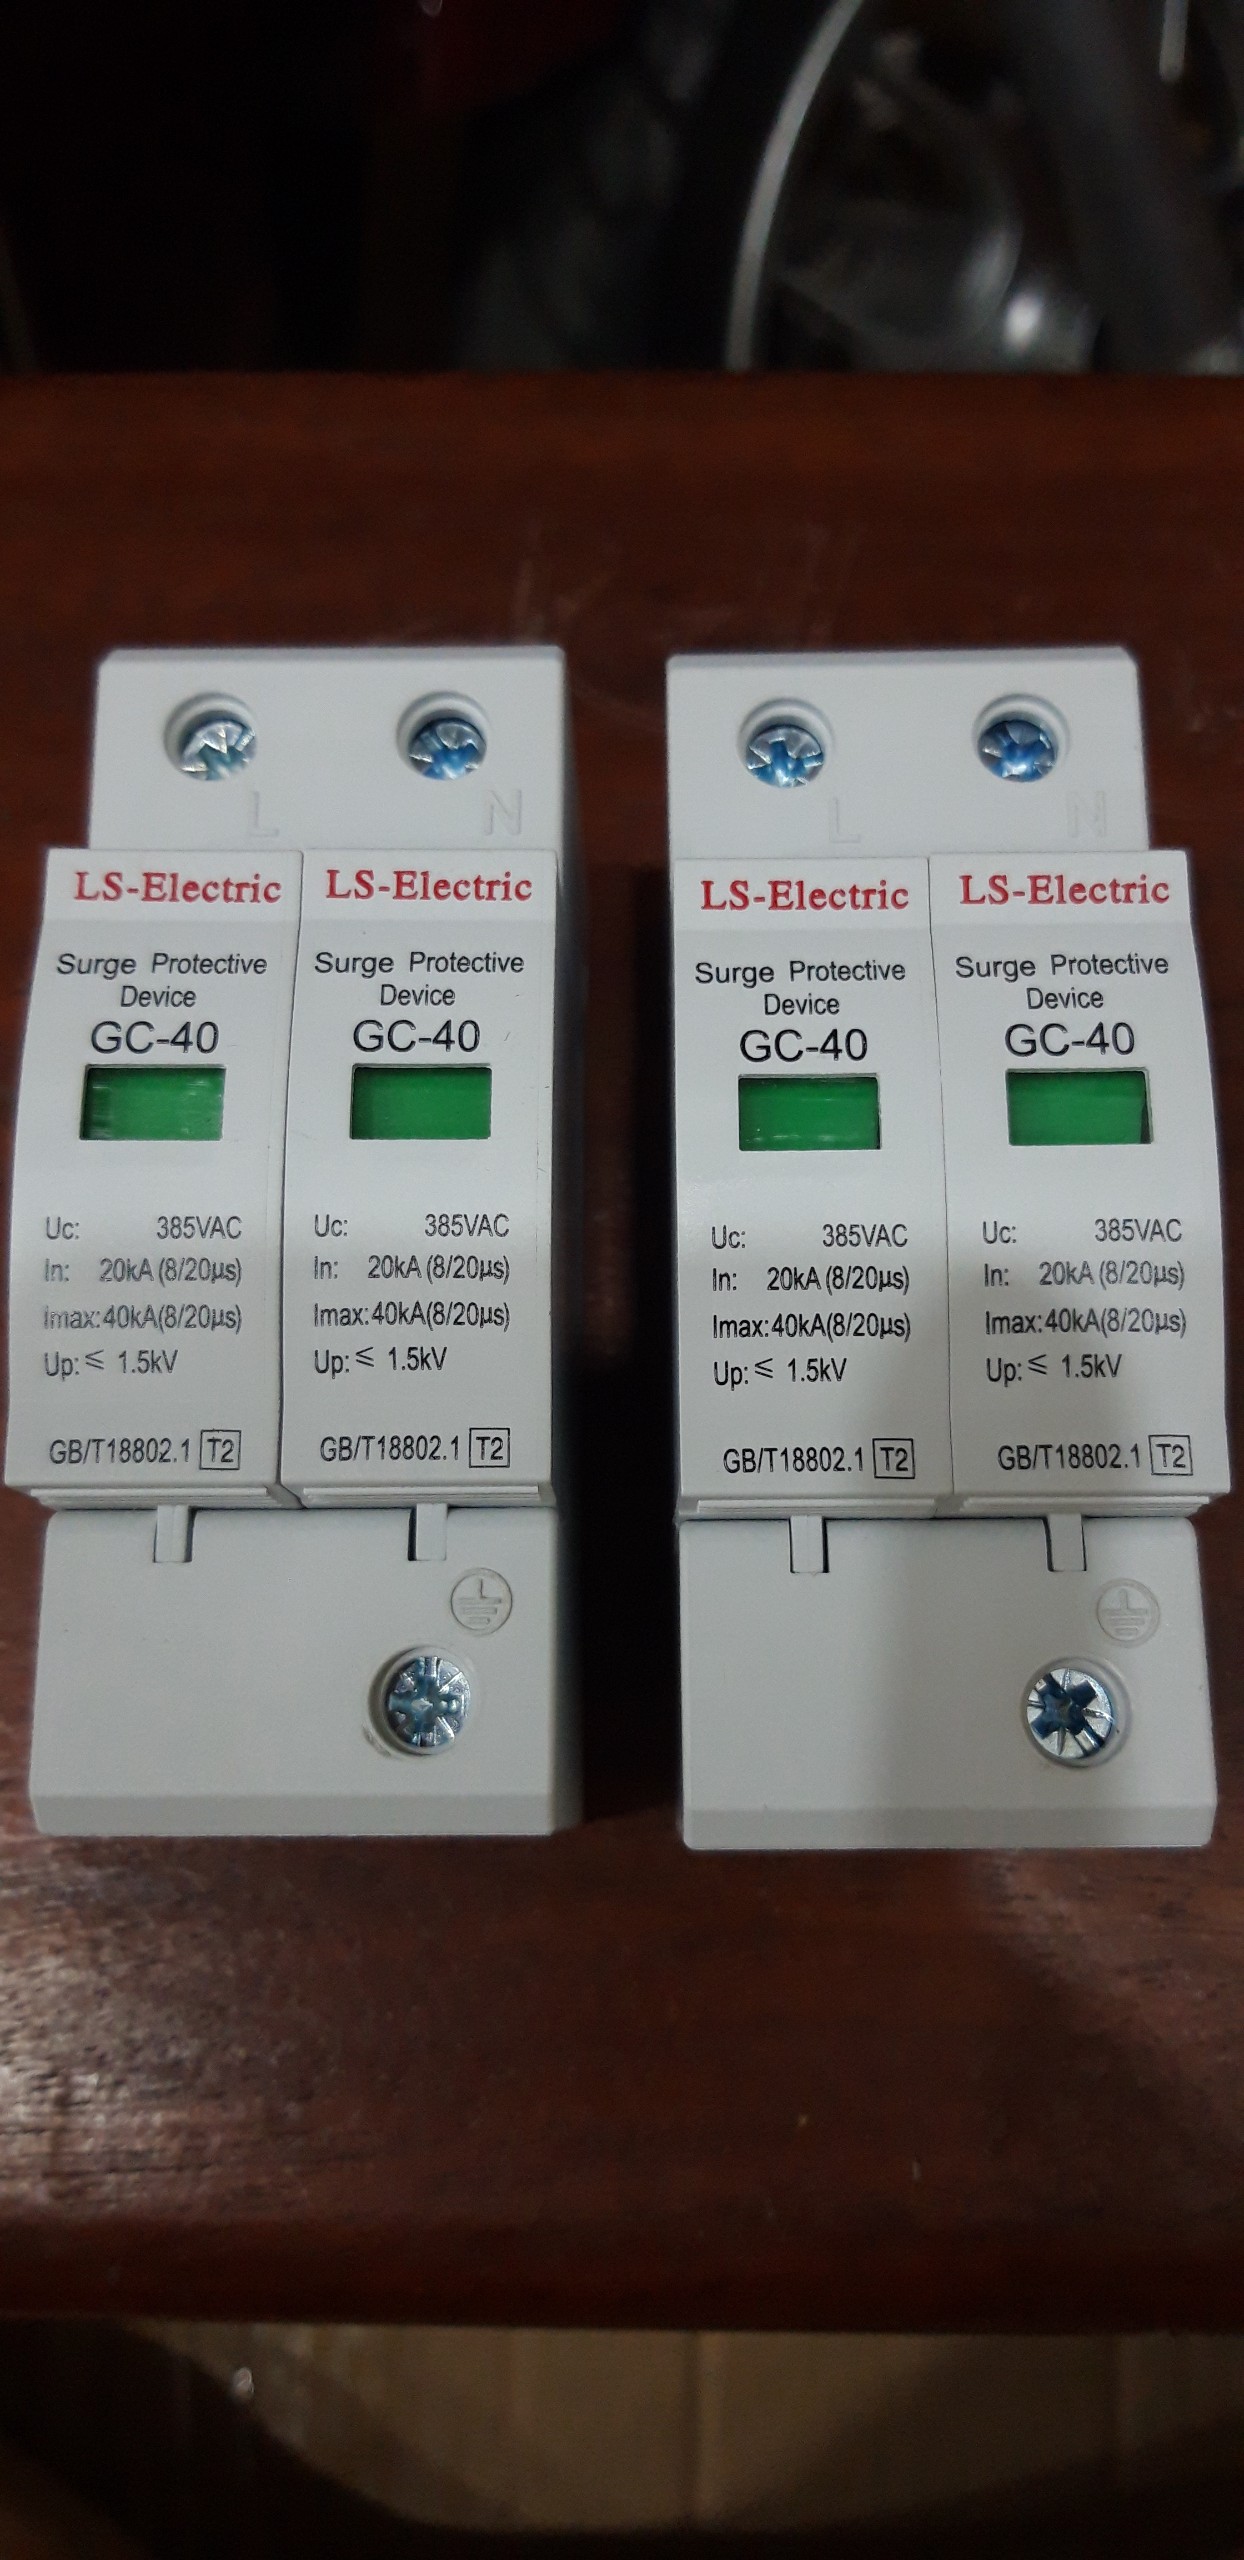 L
N
LS-Electric
Surge Protective
Device
GC-40
Uc: 385VAC
In: 20kA (8/20µs)
Imax:40kA(8/20µs)
Up:≤ 1.5kV
GB/T18802.1 T2
LS-Electric
Surge Protective
Device
GC-40
Uc: 385VAC
In: 20kA (8/20µs)
Imax:40kA(8/20µs)
Up:≤ 1.5kV
GB/T18802.1 T2
L
N
LS-Electric
Surge Protective
Device
GC-40
Uc: 385VAC
In: 20kA (8/20µs)
Imax:40kA(8/20µs)
Up:≤ 1.5kV
GB/T18802.1 T2
LS-Electric
Surge Protective
Device
GC-40
Uc: 385VAC
In: 20kA (8/20µs)
Imax:40kA(8/20µs)
Up:≤ 1.5kV
GB/T18802.1 T2